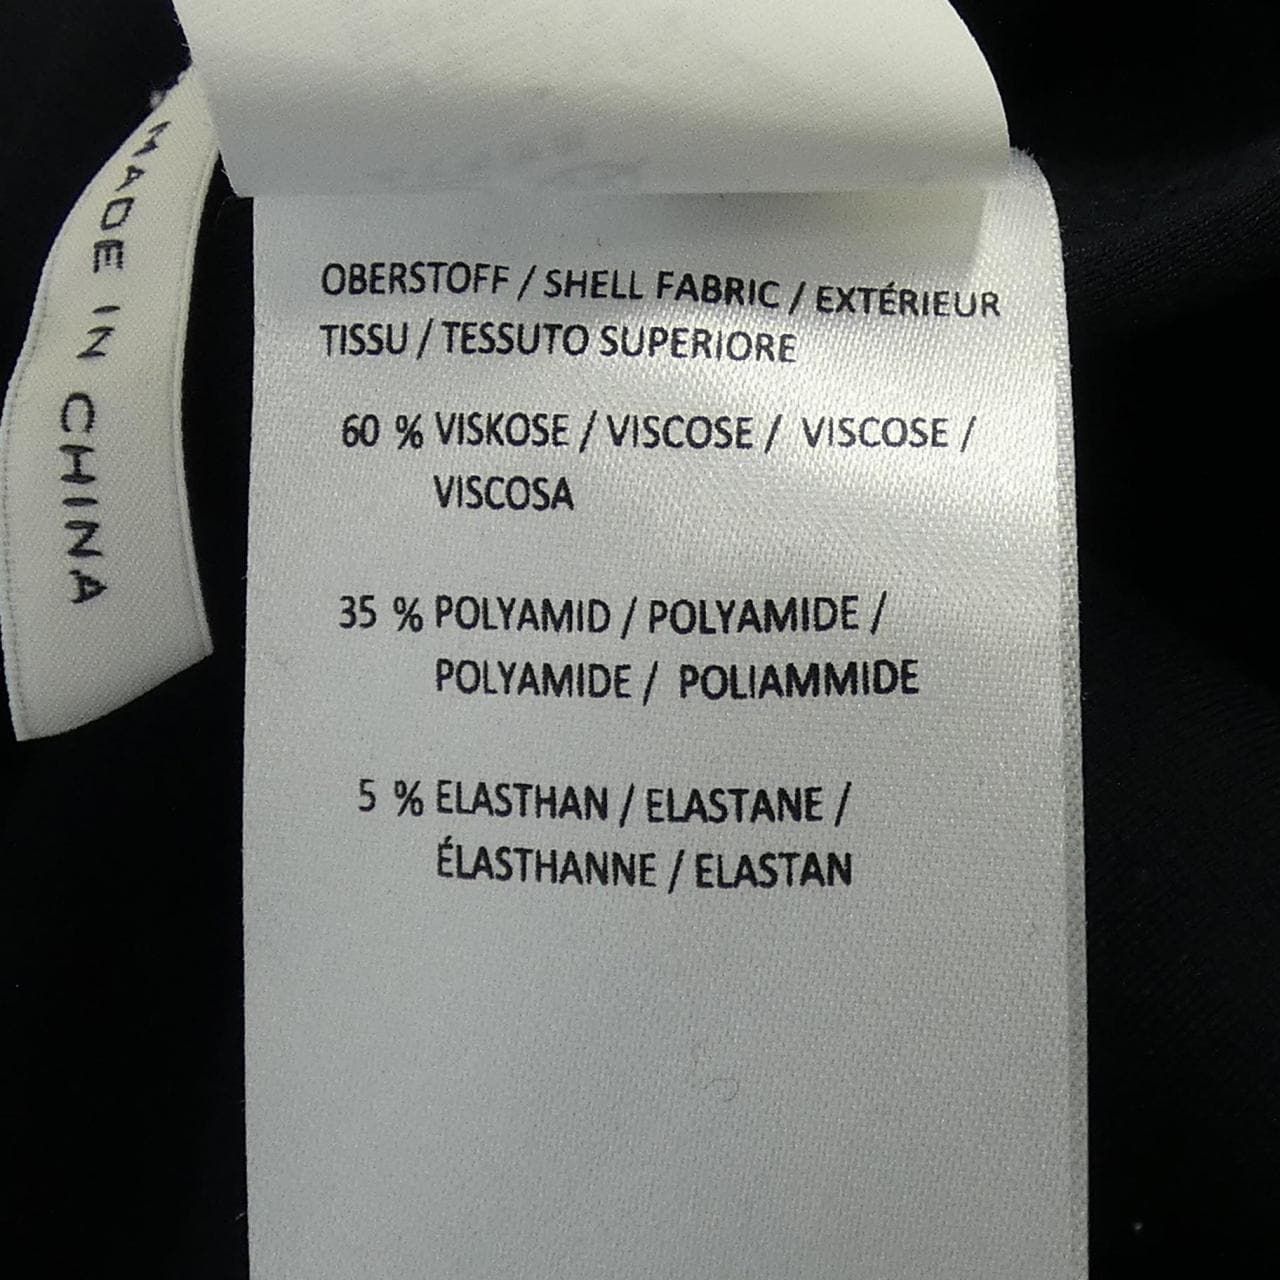 MADE IN CHINA
OBERSTOFF / SHELL FABRIC / EXTÉRIEUR
TISSU / TESSUTO SUPERIORE
60 % VISKOSE / VISCOSE / VISCOSE /
VISCOSA
35 % POLYAMID / POLYAMIDE /
POLYAMIDE / POLIAMMIDE
5 % ELASTHAN / ELASTANE /
ÉLASTHANNE / ELASTAN